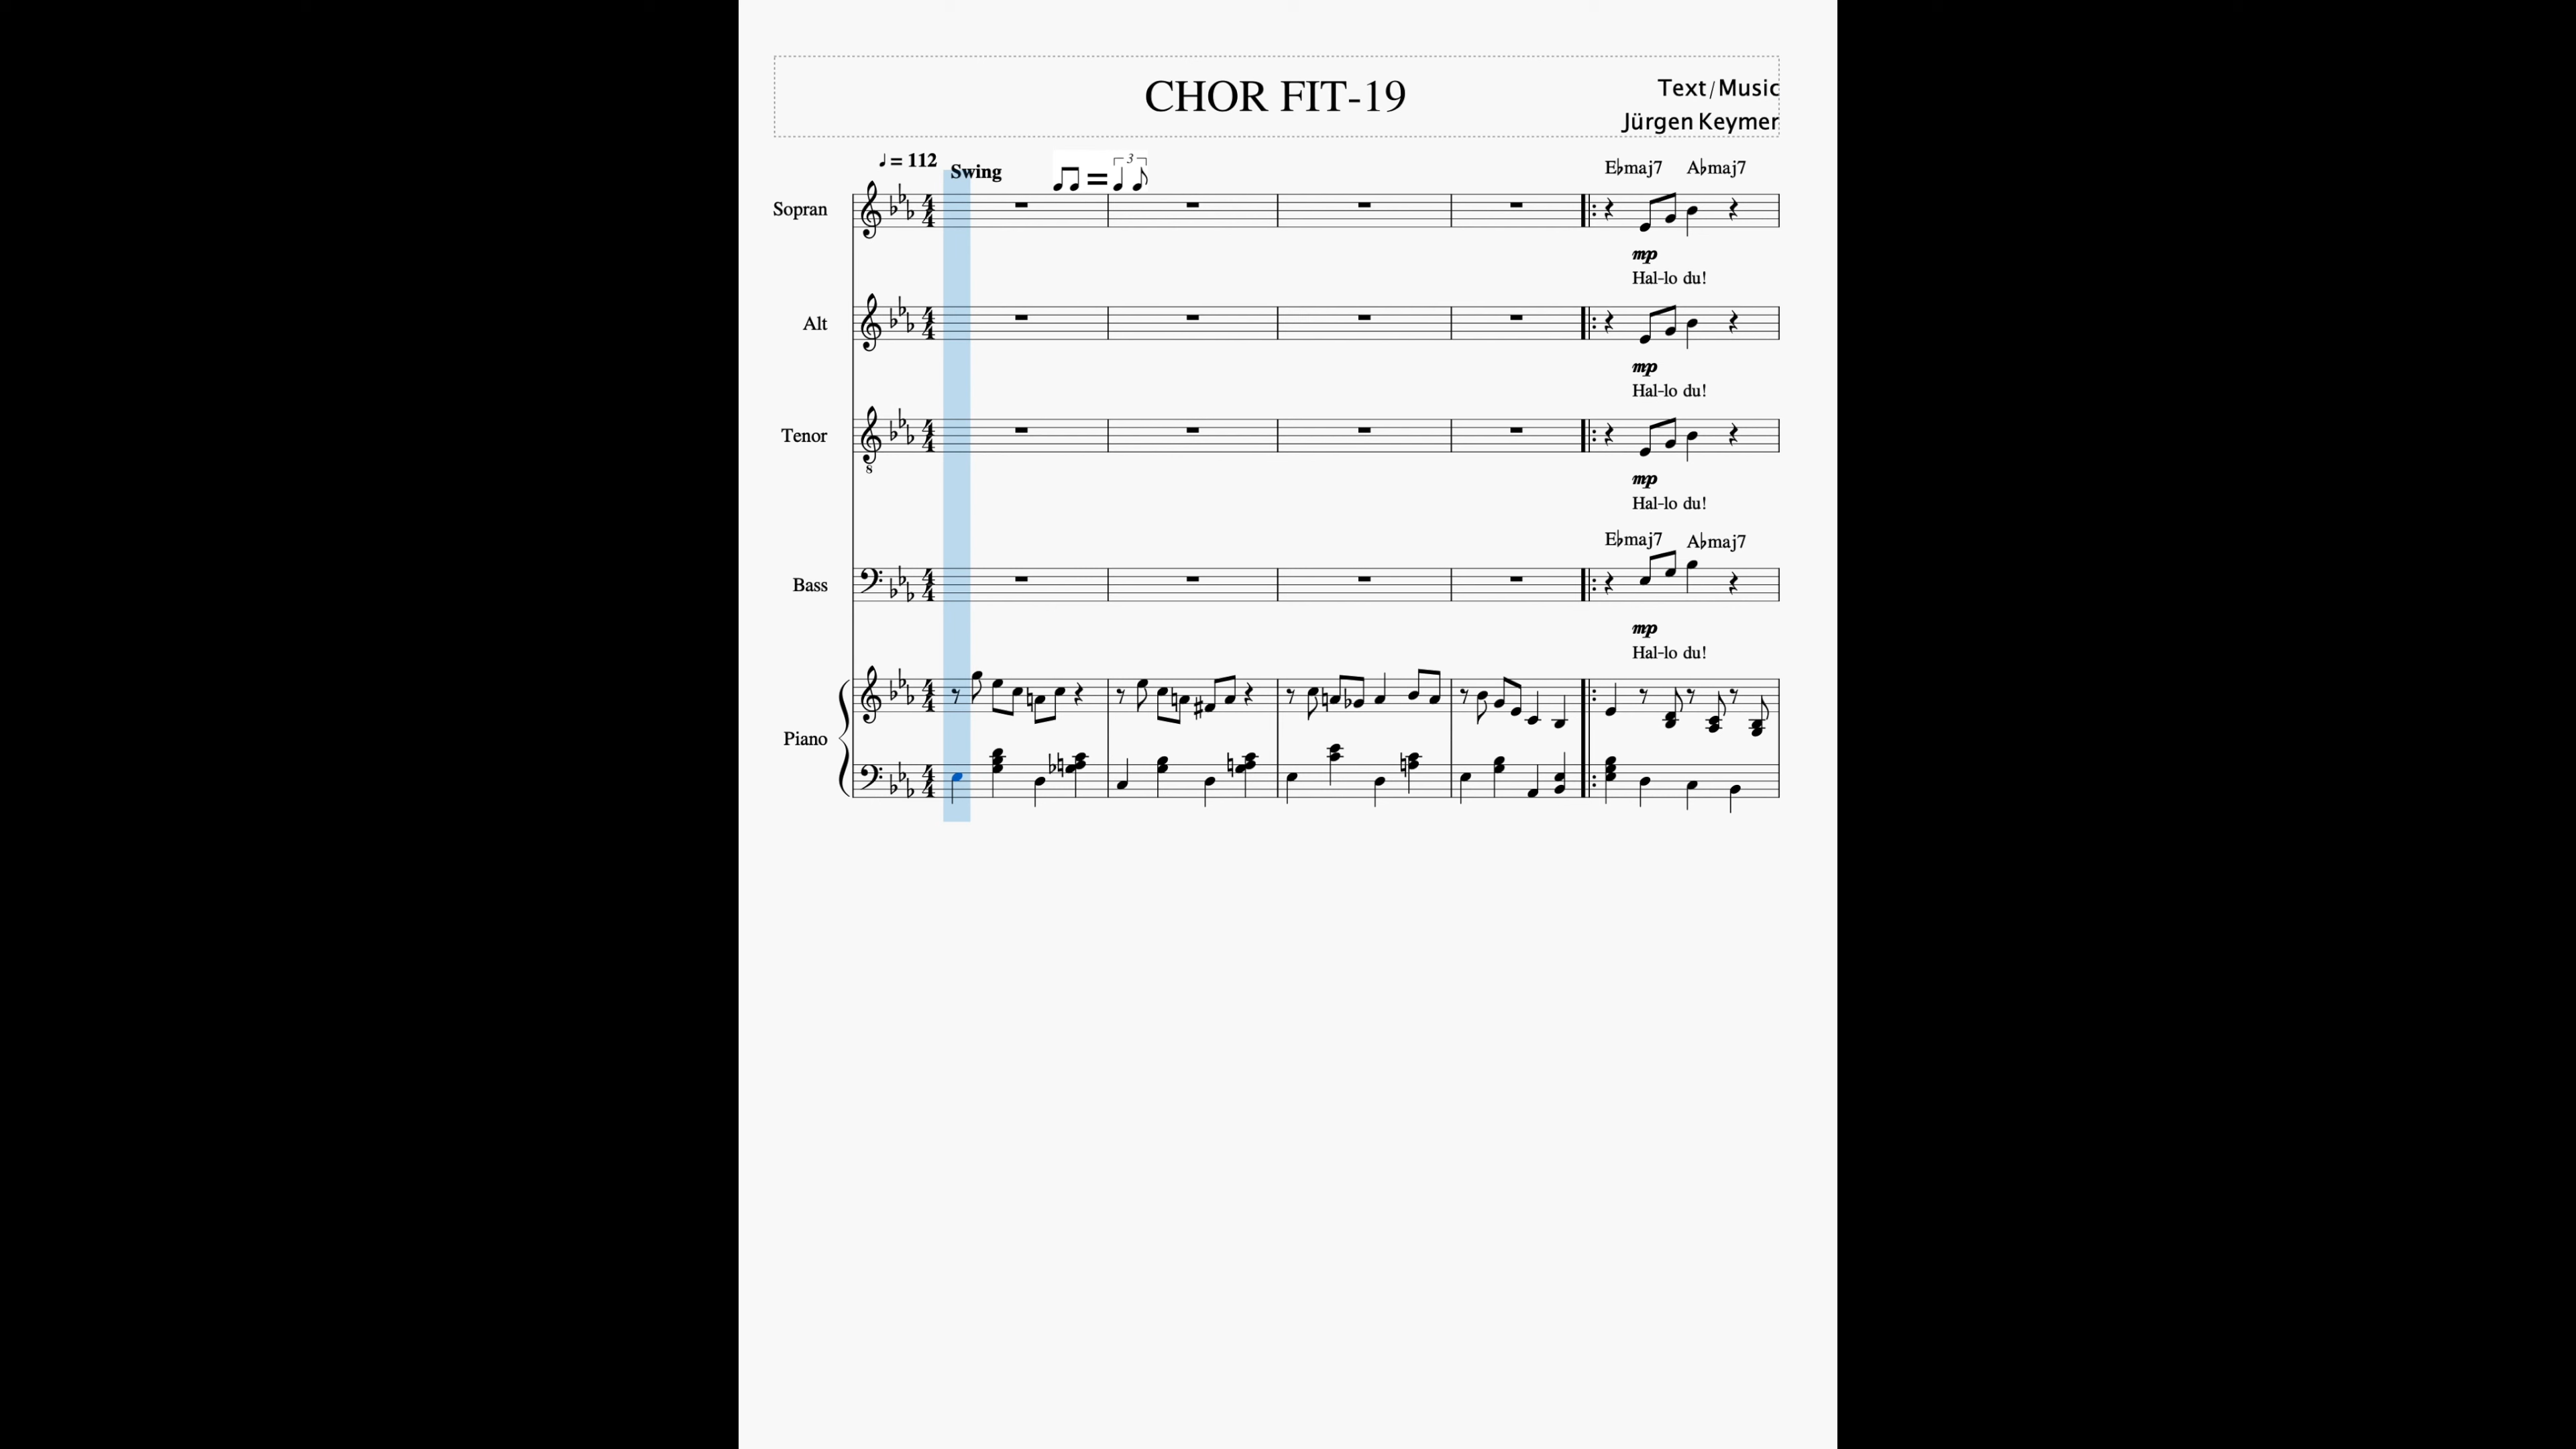 CHOR FIT-19
Text/Music
Jürgen Keymer
♩ = 112
Swing
3
E♭maj7 A♭maj7
Sopran
mp
Hal-lo du!
Alt
mp
Hal-lo du!
Tenor
mp
Hal-lo du!
E♭maj7 A♭maj7
Bass
mp
Hal-lo du!
Piano